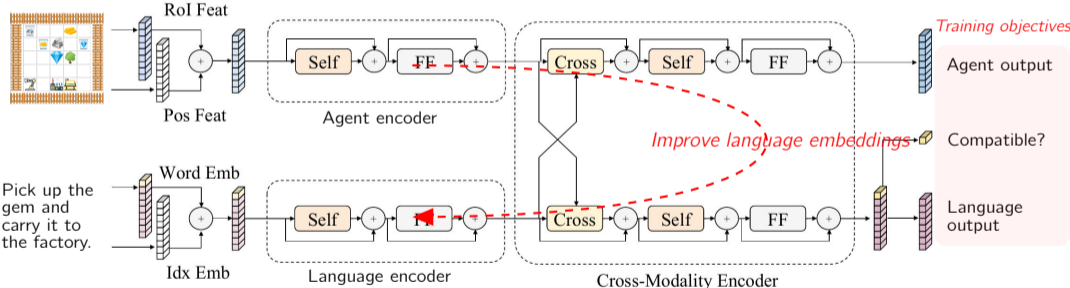 RoI Feat
Training objectives
Self
FF
Cross
Self
FF
Agent output
Pos Feat
Agent encoder
Improve language embeddings
Compatible?
Word Emb
Pick up the
gem and
carry it to
the factory.
Self
FF
Cross
Self
FF
Language
output
Idx Emb
Language encoder
Cross-Modality Encoder